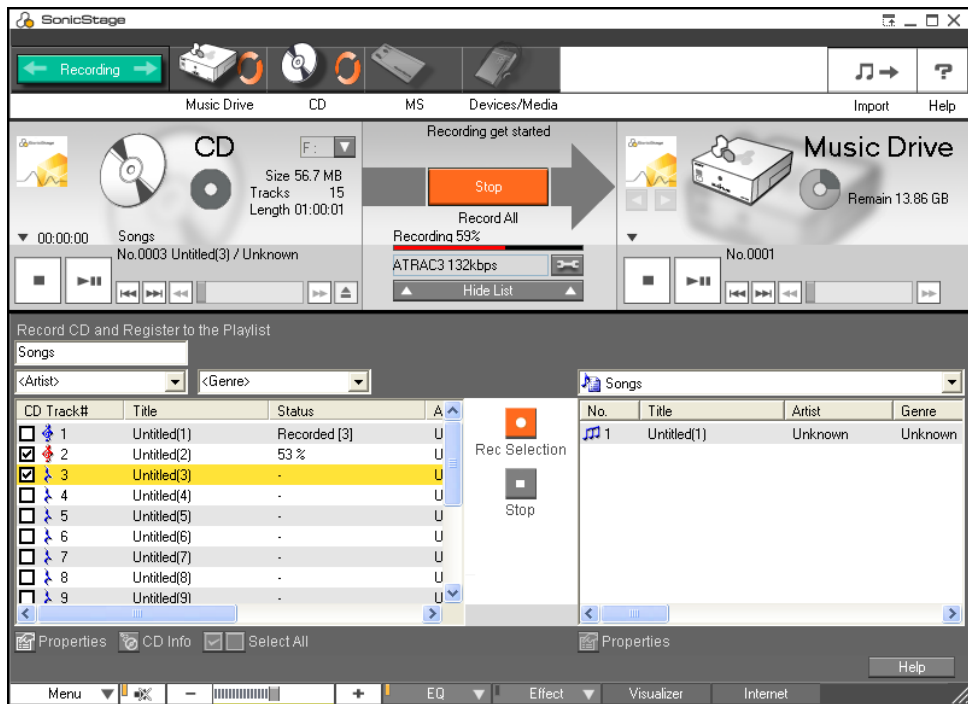 SonicStage
Recording
Music Drive CD MS Devices/Media Import Help
SonicStage
CD
F:
Size 56.7 MB
Tracks 15
Length 01:00:01
00:00:00 Songs
No.0003 Untitled(3) / Unknown
Recording get started
Stop
Record All
Recording 59%
ATRAC3 132kbps
Hide List
SonicStage
Music Drive
Remain 13.86 GB
No.0001
Record CD and Register to the Playlist
Songs
<Artist> <Genre>
CD Track# Title Status A
1 Untitled(1) Recorded [3] U
2 Untitled(2) 53 % U
3 Untitled(3) - U
4 Untitled(4) - U
5 Untitled(5) - U
6 Untitled(6) - U
7 Untitled(7) - U
8 Untitled(8) - U
9 Untitled(9) - U
Rec Selection
Stop
Songs
No. Title Artist Genre
1 Untitled(1) Unknown Unknown
Properties CD Info Select All
Properties
Help
Menu − + EQ Effect Visualizer Internet